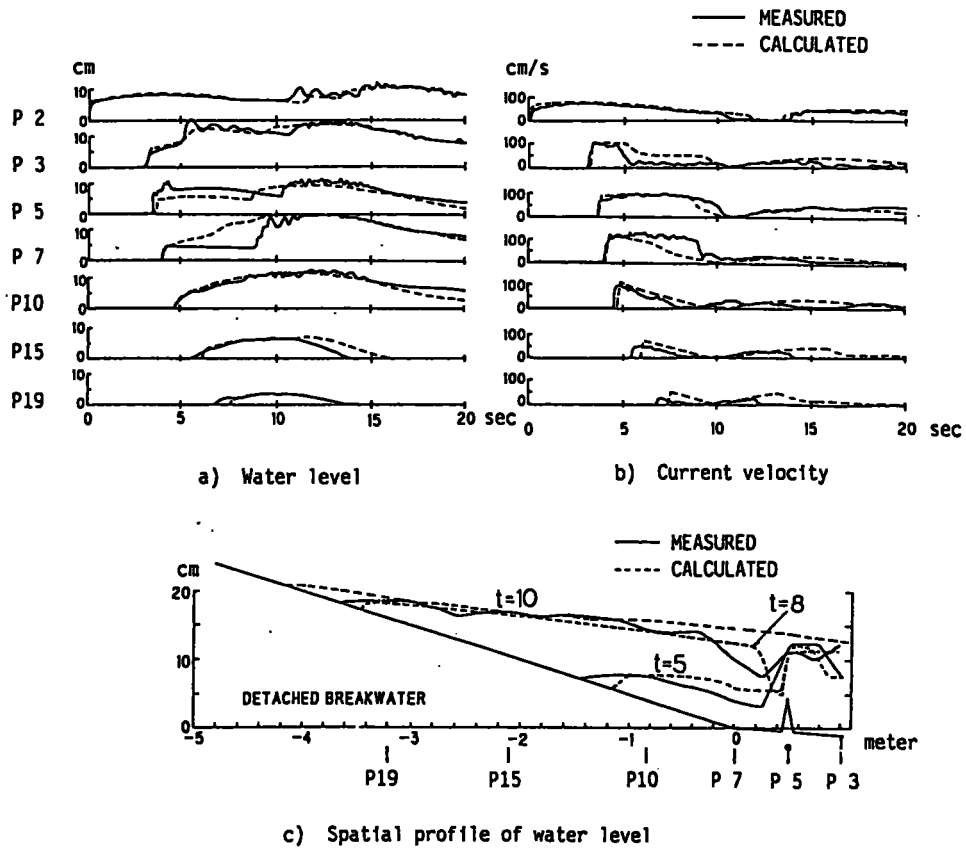 MEASURED
CALCULATED
cm
cm/s
P 2
10
0
100
0
P 3
10
0
100
0
P 5
10
0
100
0
P 7
10
0
100
0
P10
10
0
100
0
P15
10
0
100
0
P19
10
0
100
0
0 5 10 15 20 sec
0 5 10 15 20 sec
a) Water level
b) Current velocity
MEASURED
CALCULATED
cm
20
10
0
t=10
t=8
t=5
DETACHED BREAKWATER
-5 -4 -3 -2 -1 0 1 meter
P19 P15 P10 P 7 P 5 P 3
c) Spatial profile of water level